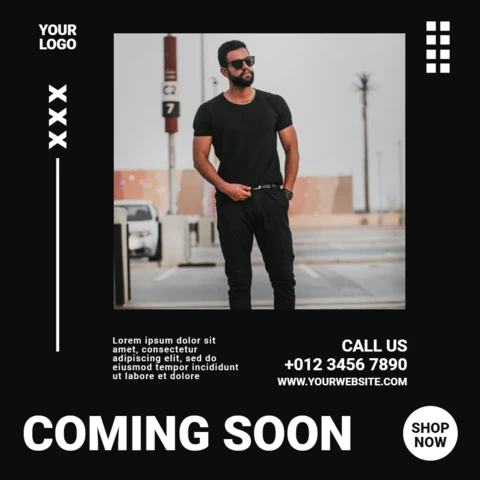 YOUR
LOGO
XXX
C2
7
Lorem ipsum dolor sit
amet, consectetur
adipiscing elit, sed do
eiusmod tempor incididunt
ut labore et dolore
CALL US
+012 3456 7890
WWW.YOURWEBSITE.COM
COMING SOON
SHOP
NOW